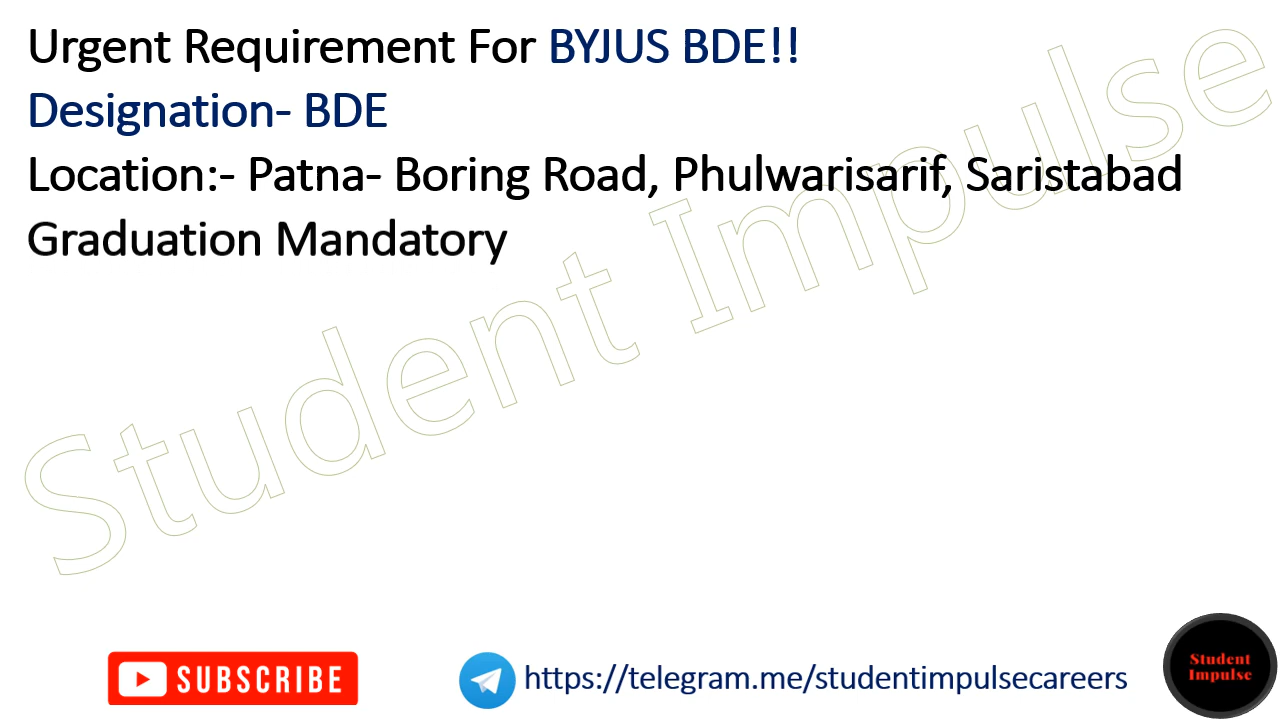 Urgent Requirement For BYJUS BDE!!
Designation- BDE
Location:- Patna- Boring Road, Phulwarisarif, Saristabad
Graduation Mandatory
Student Impulse
SUBSCRIBE
https://telegram.me/studentimpulsecareers
Student
Impulse